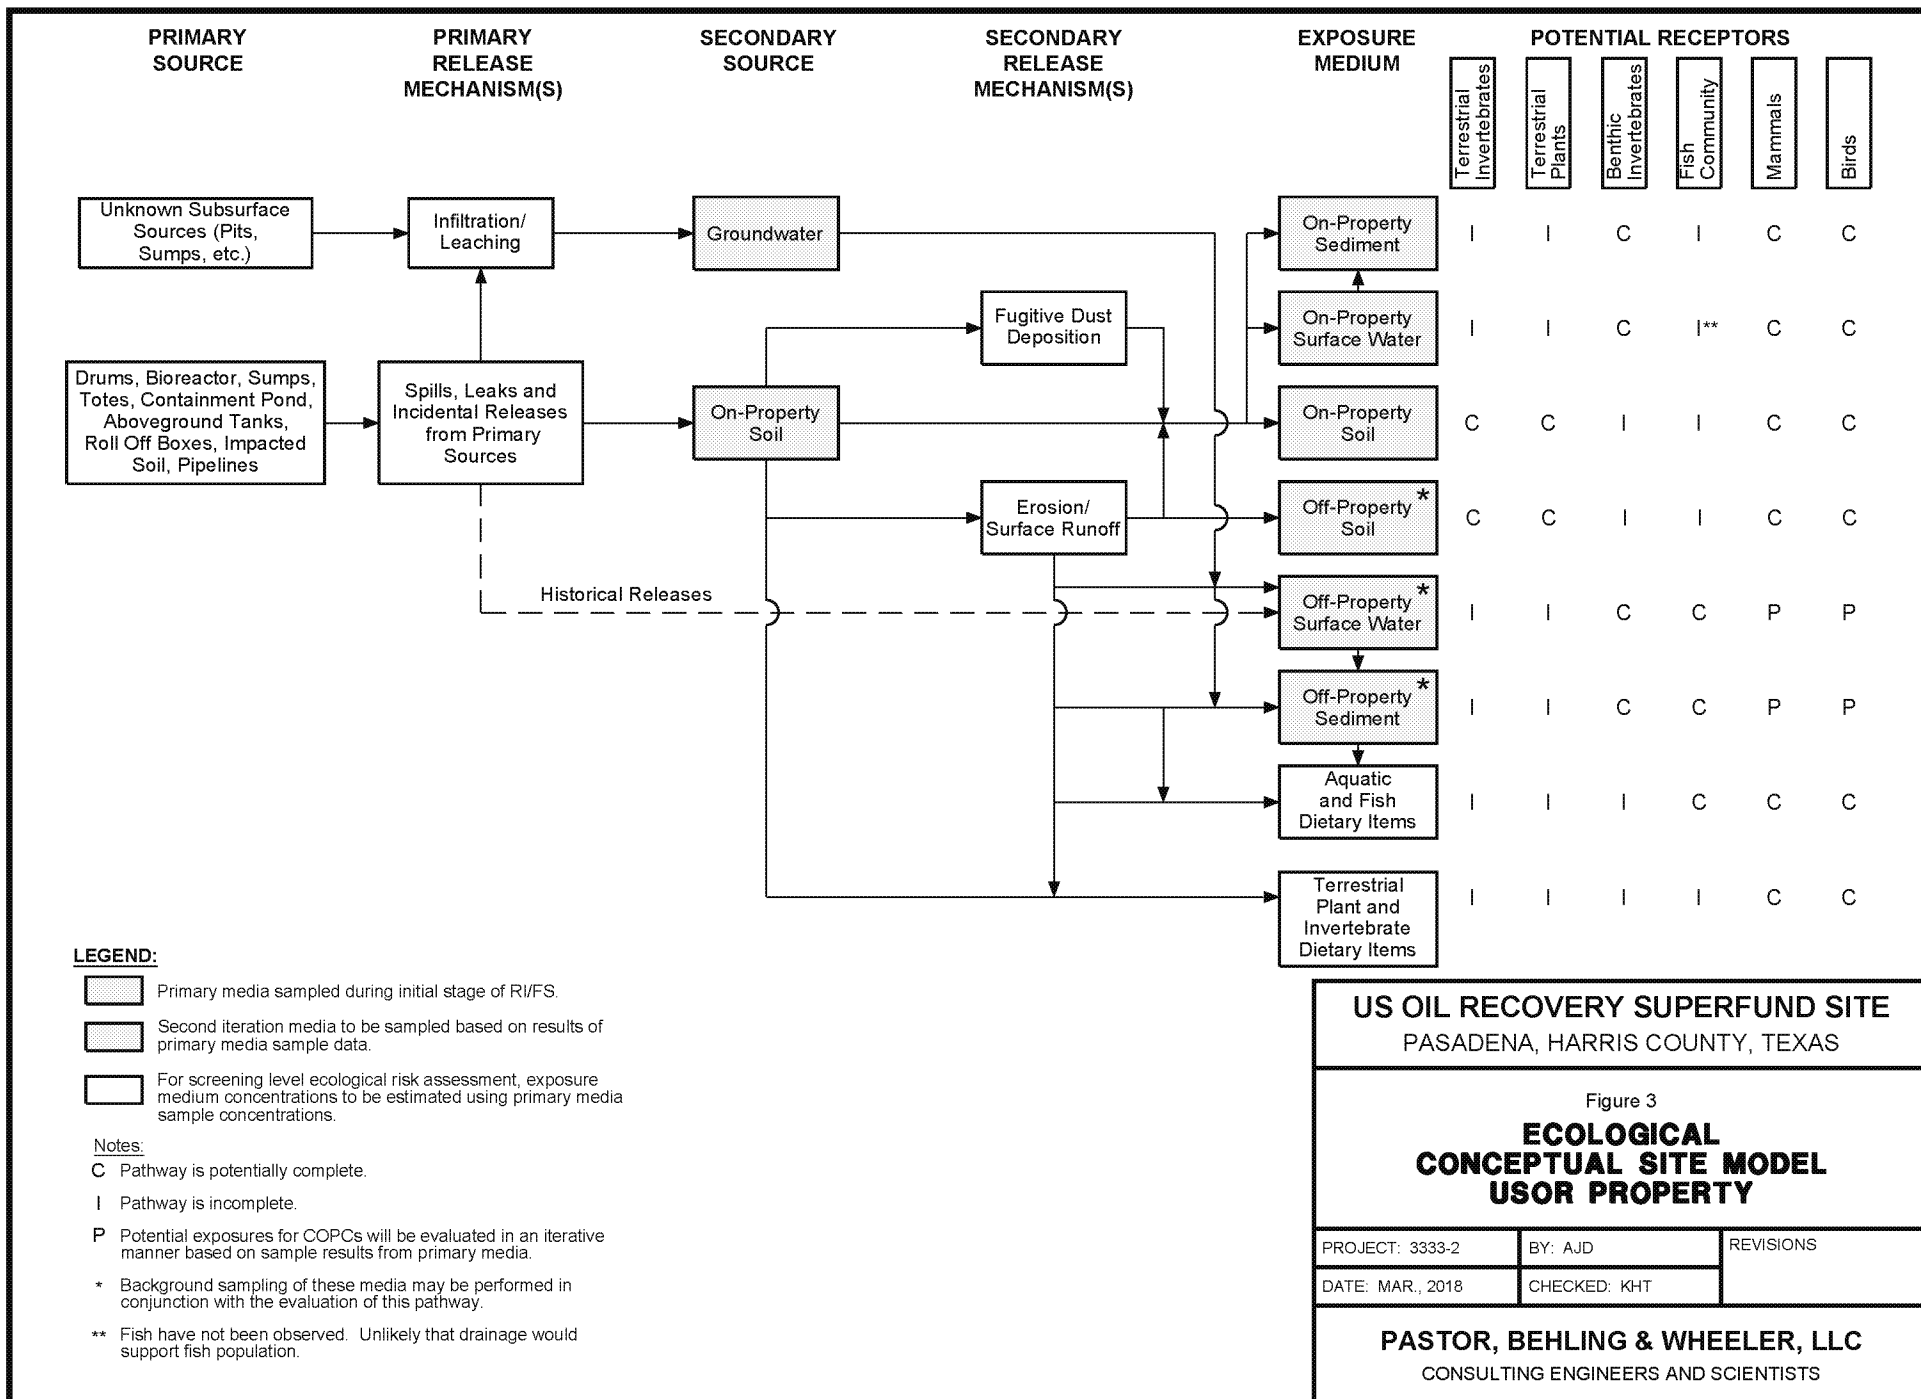 PRIMARY
SOURCE
PRIMARY
RELEASE
MECHANISM(S)
SECONDARY
SOURCE
SECONDARY
RELEASE
MECHANISM(S)
EXPOSURE
MEDIUM
POTENTIAL RECEPTORS
Terrestrial
Invertebrates
Terrestrial
Plants
Benthic
Invertebrates
Fish
Community
Mammals
Birds
Unknown Subsurface
Sources (Pits,
Sumps, etc.)
Infiltration/
Leaching
Groundwater
On-Property
Sediment
I I C I C C
Fugitive Dust
Deposition
On-Property
Surface Water
I I C I** C C
Drums, Bioreactor, Sumps,
Totes, Containment Pond,
Aboveground Tanks,
Roll Off Boxes, Impacted
Soil, Pipelines
Spills, Leaks and
Incidental Releases
from Primary
Sources
On-Property
Soil
On-Property
Soil
C C I I C C
Erosion/
Surface Runoff
Off-Property *
Soil
C C I I C C
Historical Releases
Off-Property *
Surface Water
I I C C P P
Off-Property *
Sediment
I I C C P P
Aquatic
and Fish
Dietary Items
I I I C C C
Terrestrial
Plant and
Invertebrate
Dietary Items
I I I I C C
LEGEND:
Primary media sampled during initial stage of RI/FS.
Second iteration media to be sampled based on results of
primary media sample data.
For screening level ecological risk assessment, exposure
medium concentrations to be estimated using primary media
sample concentrations.
Notes:
C Pathway is potentially complete.
I Pathway is incomplete.
P Potential exposures for COPCs will be evaluated in an iterative
manner based on sample results from primary media.
* Background sampling of these media may be performed in
conjunction with the evaluation of this pathway.
** Fish have not been observed. Unlikely that drainage would
support fish population.
US OIL RECOVERY SUPERFUND SITE
PASADENA, HARRIS COUNTY, TEXAS
Figure 3
ECOLOGICAL
CONCEPTUAL SITE MODEL
USOR PROPERTY
PROJECT: 3333-2
BY: AJD
REVISIONS
DATE: MAR., 2018
CHECKED: KHT
PASTOR, BEHLING & WHEELER, LLC
CONSULTING ENGINEERS AND SCIENTISTS